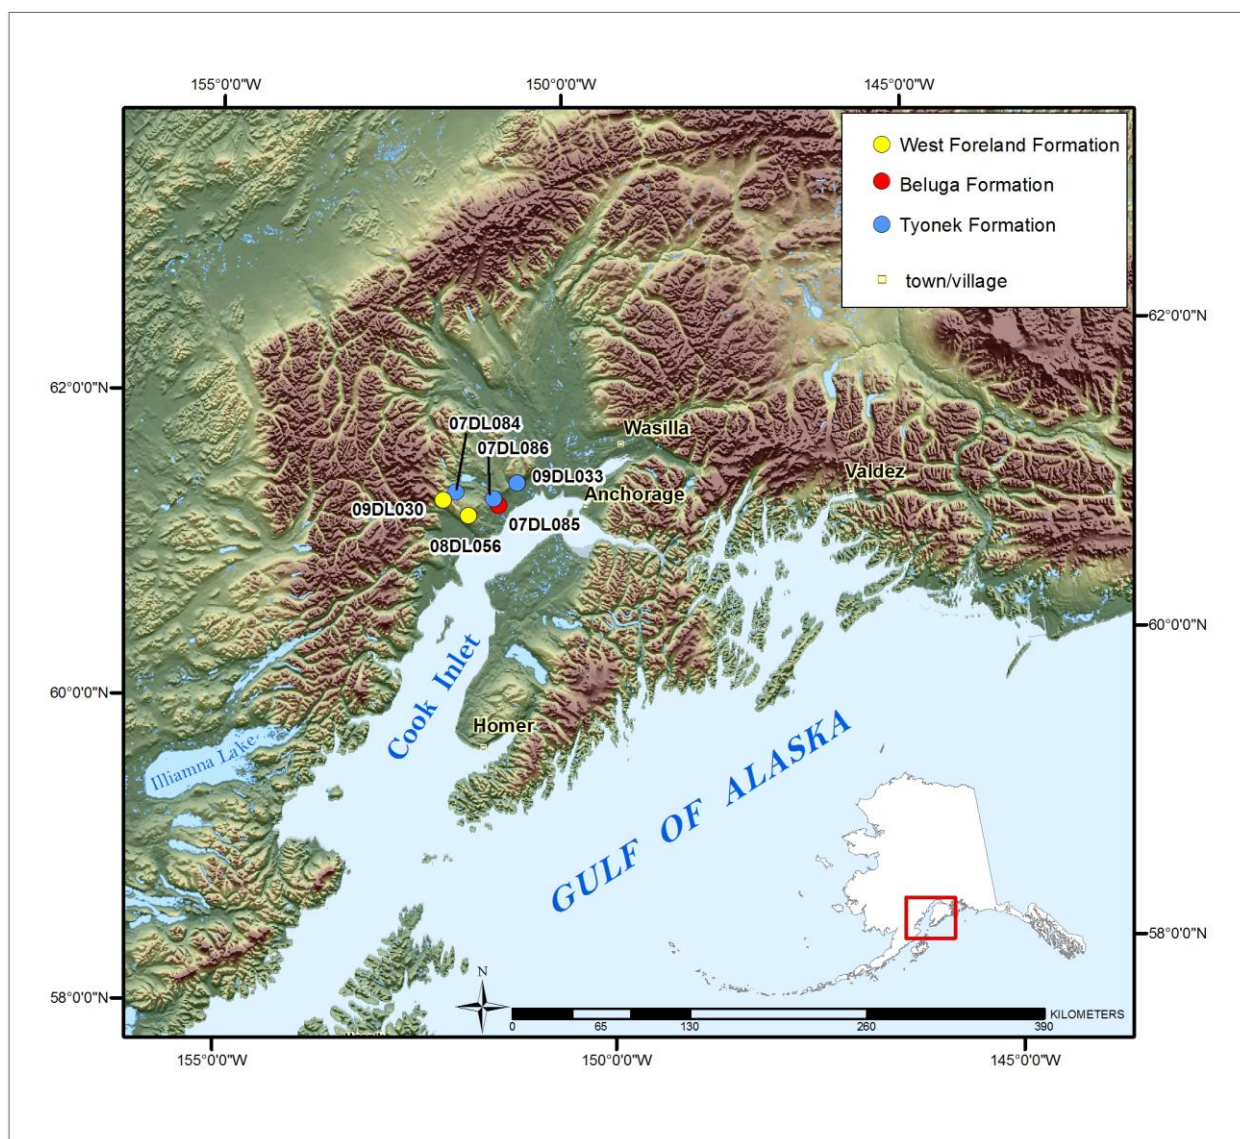 155°0'0"W
150°0'0"W
145°0'0"W
West Foreland Formation
Beluga Formation
Tyonek Formation
town/village
62°0'0"N
62°0'0"N
07DL084
Wasilla
07DL086
09DL033
Valdez
Anchorage
09DL030
07DL085
08DL056
60°0'0"N
60°0'0"N
Cook Inlet
Homer
Illiamna Lake
GULF OF ALASKA
58°0'0"N
58°0'0"N
N
KILOMETERS
0 65 130 260 390
155°0'0"W
150°0'0"W
145°0'0"W